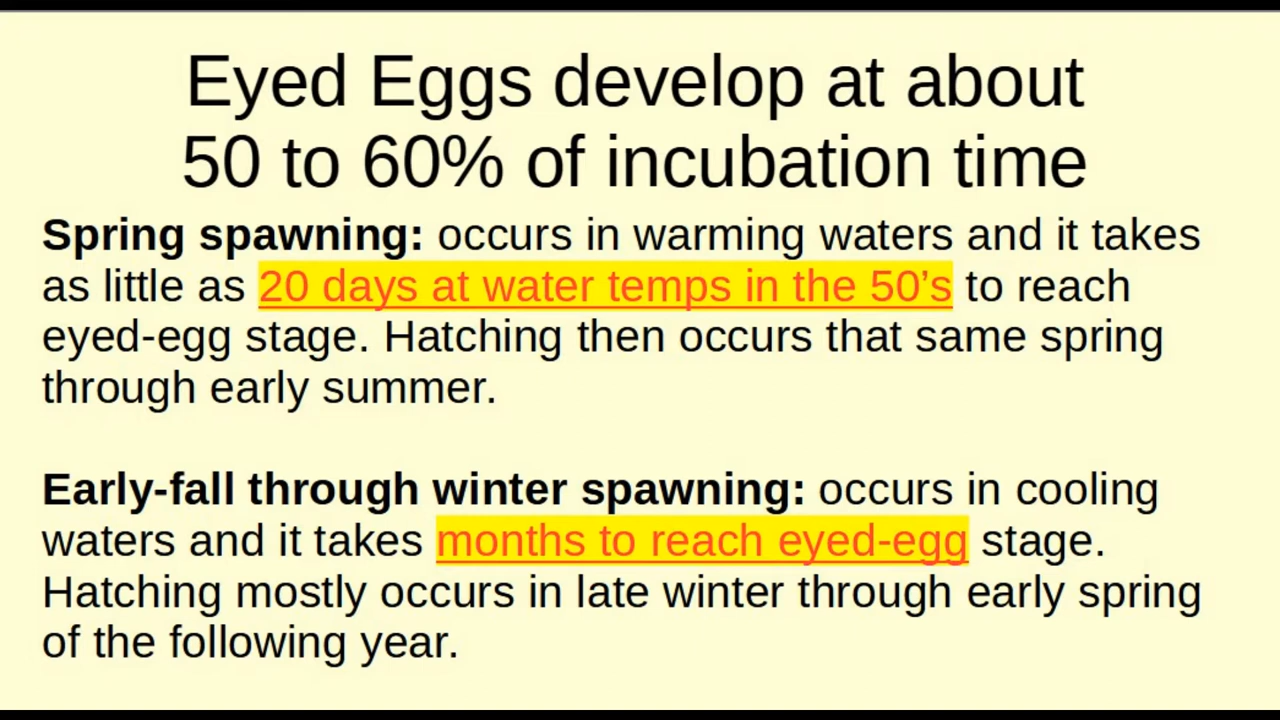 Eyed Eggs develop at about
50 to 60% of incubation time
Spring spawning: occurs in warming waters and it takes
as little as 20 days at water temps in the 50’s to reach
eyed-egg stage. Hatching then occurs that same spring
through early summer.
Early-fall through winter spawning: occurs in cooling
waters and it takes months to reach eyed-egg stage.
Hatching mostly occurs in late winter through early spring
of the following year.